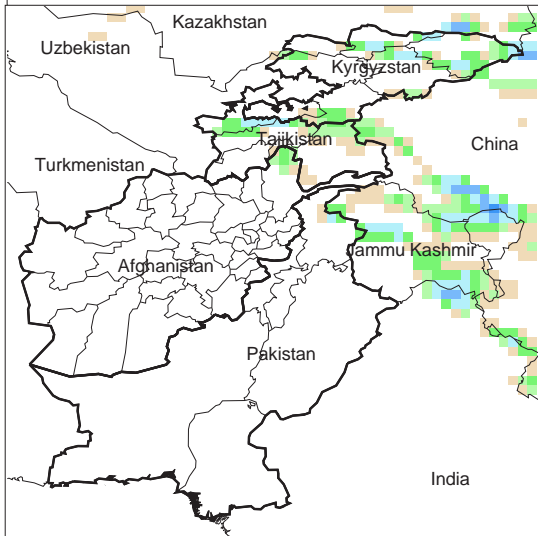 Kazakhstan
Uzbekistan
Kyrgyzstan
Tajikistan
China
Turkmenistan
Jammu Kashmir
Afghanistan
Pakistan
India